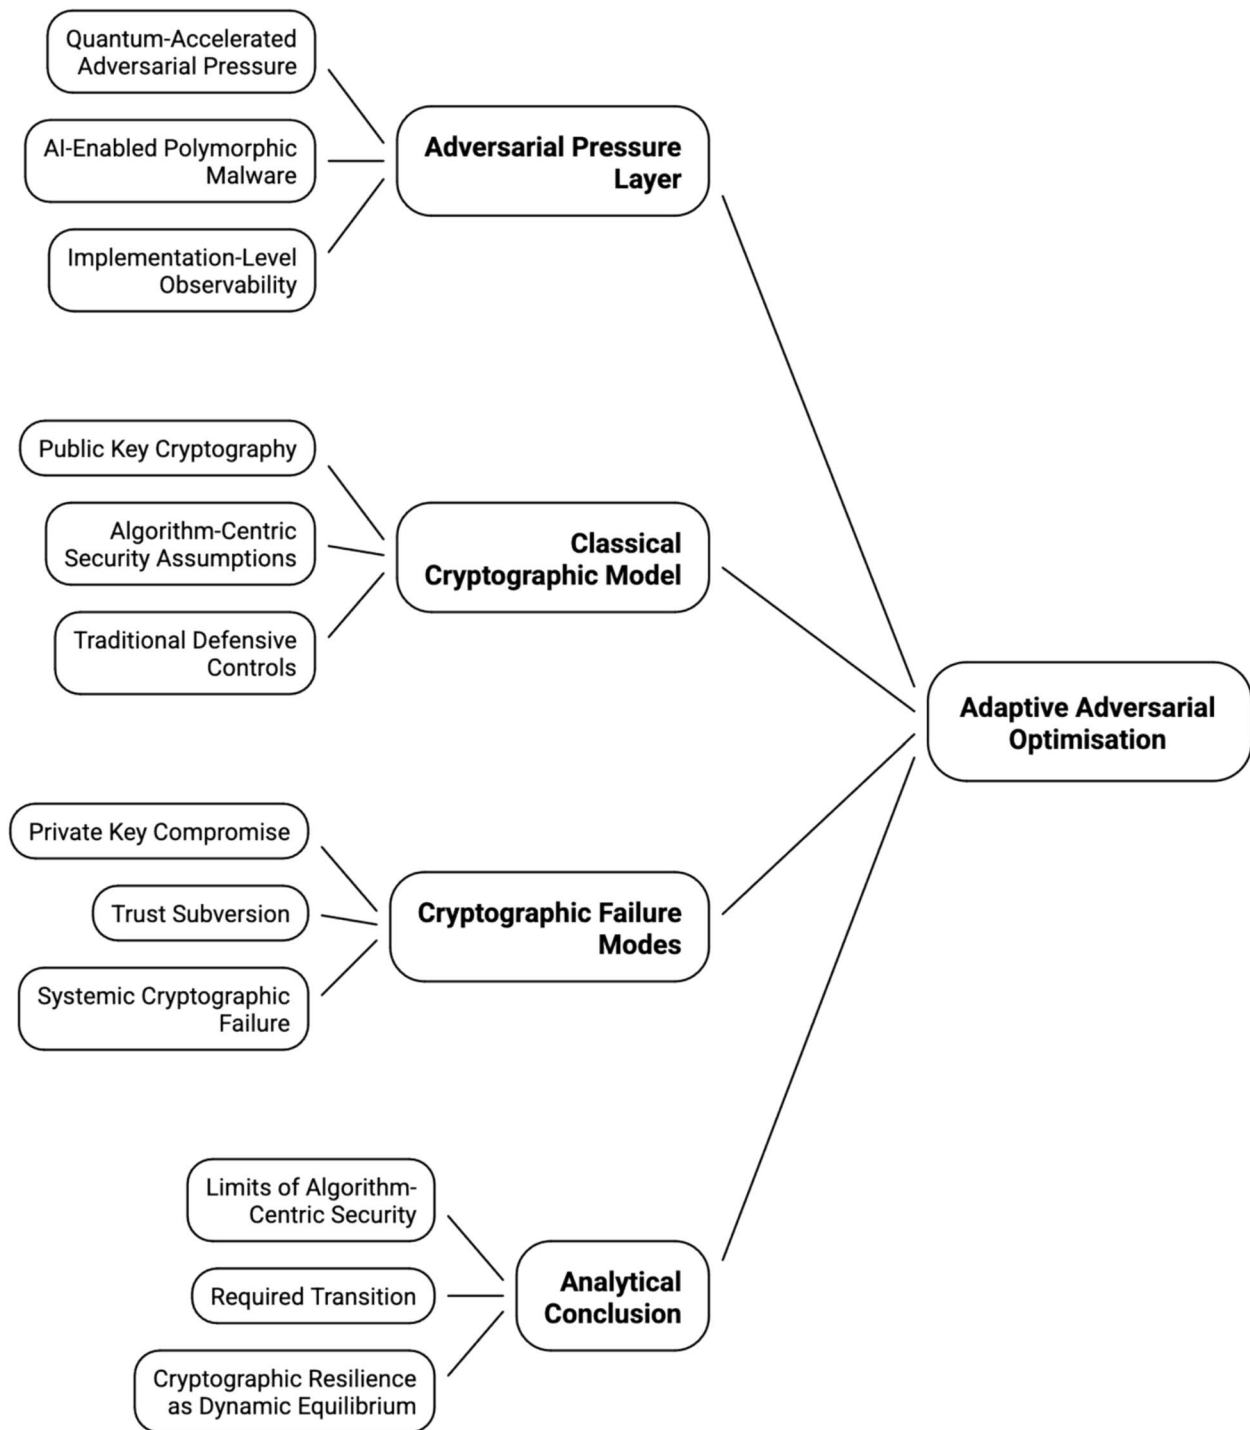 Quantum-Accelerated
Adversarial Pressure
AI-Enabled Polymorphic
Malware
Implementation-Level
Observability
Adversarial Pressure
Layer
Public Key Cryptography
Algorithm-Centric
Security Assumptions
Traditional Defensive
Controls
Classical
Cryptographic Model
Private Key Compromise
Trust Subversion
Systemic Cryptographic
Failure
Cryptographic Failure
Modes
Limits of Algorithm-
Centric Security
Required Transition
Cryptographic Resilience
as Dynamic Equilibrium
Analytical
Conclusion
Adaptive Adversarial
Optimisation